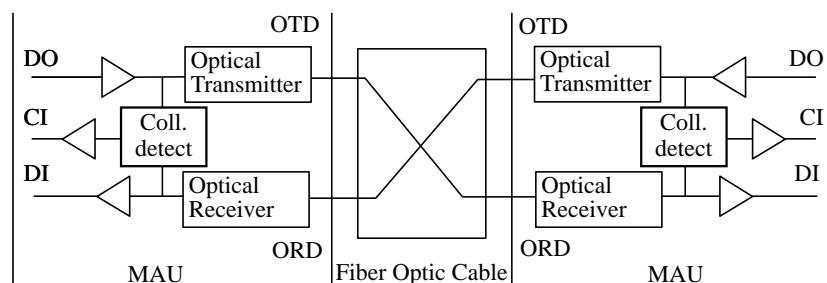 OTD
OTD
DO
Optical
Transmitter
Optical
Transmitter
DO
CI
Coll.
detect
Coll.
detect
CI
DI
Optical
Receiver
Optical
Receiver
DI
ORD
ORD
MAU
Fiber Optic Cable
MAU